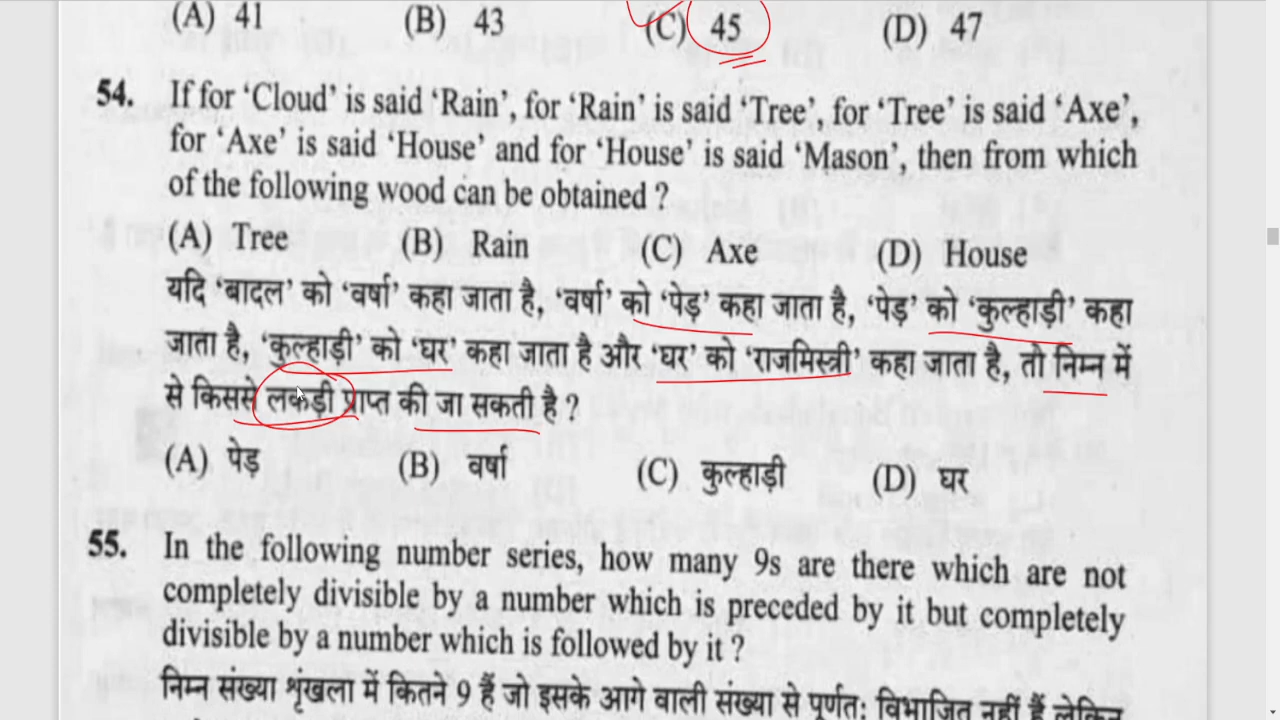 (A) 41 (B) 43 (C) 45 (D) 47
54. If for ‘Cloud’ is said ‘Rain’, for ‘Rain’ is said ‘Tree’, for ‘Tree’ is said ‘Axe’,
for ‘Axe’ is said ‘House’ and for ‘House’ is said ‘Mason’, then from which
of the following wood can be obtained ?
(A) Tree (B) Rain (C) Axe (D) House
यदि ‘बादल’ को ‘वर्षा’ कहा जाता है, ‘वर्षा’ को ‘पेड़’ कहा जाता है, ‘पेड़’ को ‘कुल्हाड़ी’ कहा
जाता है, ‘कुल्हाड़ी’ को ‘घर’ कहा जाता है और ‘घर’ को ‘राजमिस्त्री’ कहा जाता है, तो निम्न में
से किससे लकड़ी प्राप्त की जा सकती है ?
(A) पेड़ (B) वर्षा (C) कुल्हाड़ी (D) घर
55. In the following number series, how many 9s are there which are not
completely divisible by a number which is preceded by it but completely
divisible by a number which is followed by it ?
निम्न संख्या शृंखला में कितने 9 हैं जो इसके आगे वाली संख्या से पूर्णतः विभाजित नहीं हैं लेकिन